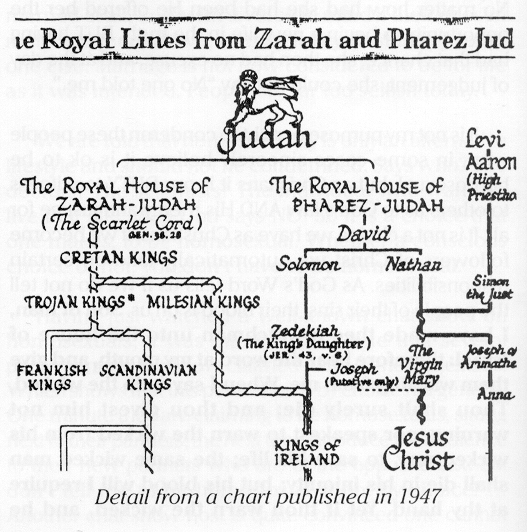 ıe Royal Lines from Zarah and Pharez Jud
Judah
Levi
Aaron
(High
Priesthoo
The Royal House of
ZARAH-JUDAH
(The Scarlet Cord)
GEN. 38.28
CRETAN KINGS
TROJAN KINGS*
MILESIAN KINGS
FRANKISH
KINGS
SCANDINAVIAN
KINGS
The Royal House of
PHAREZ-JUDAH
David
Solomon
Nathan
Simon
the Just
Zedekiah
(The King's Daughter)
(JER. 43. v. 6)
Joseph
(Putative only)
The
Virgin
Mary
Joseph of
Arimathe
Anna
KINGS of
IRELAND
Jesus
Christ
Detail from a chart published in 1947